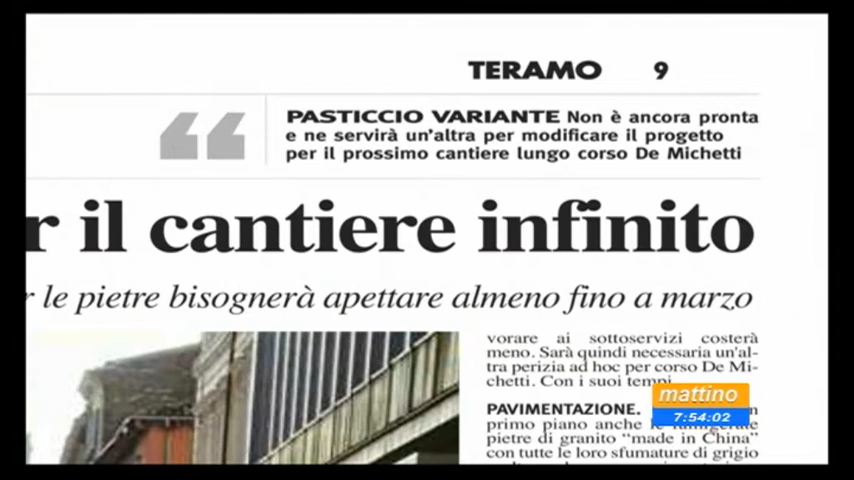 TERAMO 9
“
PASTICCIO VARIANTE Non è ancora pronta
e ne servirà un'altra per modificare il progetto
per il prossimo cantiere lungo corso De Michetti
r il cantiere infinito
r le pietre bisognerà apettare almeno fino a marzo
vorare ai sottoservizi costerà
meno. Sarà quindi necessaria un'al-
tra perizia ad hoc per corso De Mi-
chetti. Con i suoi tempi
mattino
7:54:02
PAVIMENTAZIONE.
primo piano anche le
pietre di granito “made in China”
con tutte le loro sfumature di grigio